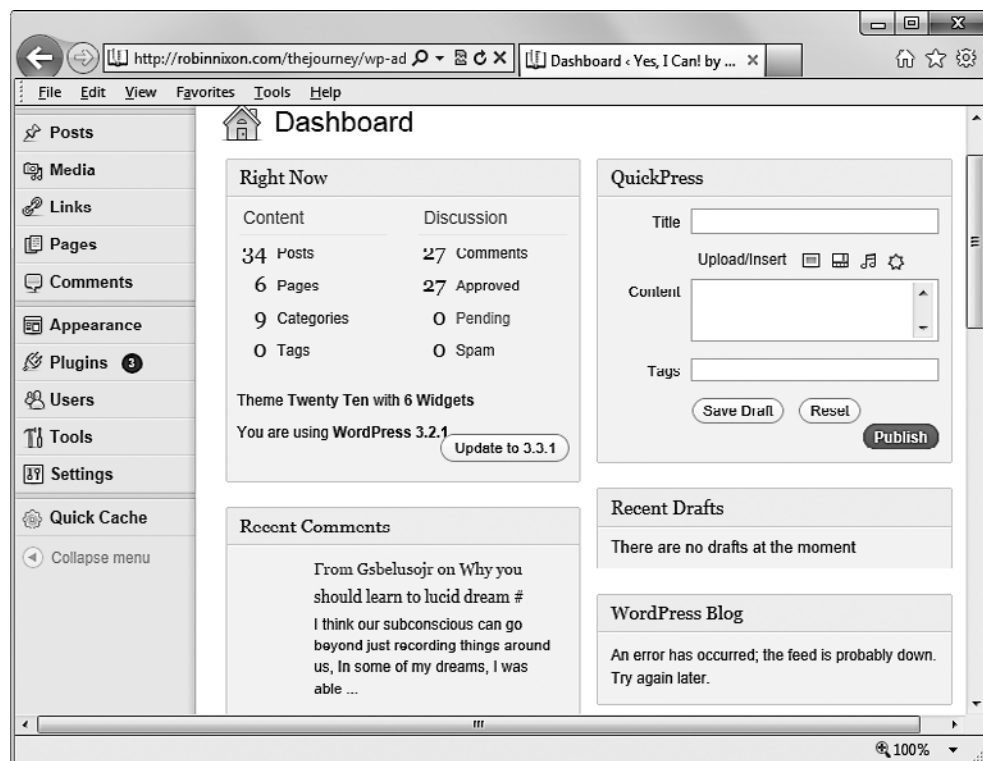 http://robinnixon.com/thejourney/wp-ad
Dashboard ‹ Yes, I Can! by ...
File Edit View Favorites Tools Help
Posts
Media
Links
Pages
Comments
Appearance
Plugins 3
Users
Tools
Settings
Quick Cache
Collapse menu
Dashboard
Right Now
Content Discussion
34 Posts 27 Comments
6 Pages 27 Approved
9 Categories 0 Pending
0 Tags 0 Spam
Theme Twenty Ten with 6 Widgets
You are using WordPress 3.2.1
Update to 3.3.1
Recent Comments
From Gsbelusojr on Why you
should learn to lucid dream #
I think our subconscious can go
beyond just recording things around
us, In some of my dreams, I was
able ...
QuickPress
Title
Upload/Insert
Content
Tags
Save Draft Reset
Publish
Recent Drafts
There are no drafts at the moment
WordPress Blog
An error has occurred; the feed is probably down.
Try again later.
100%